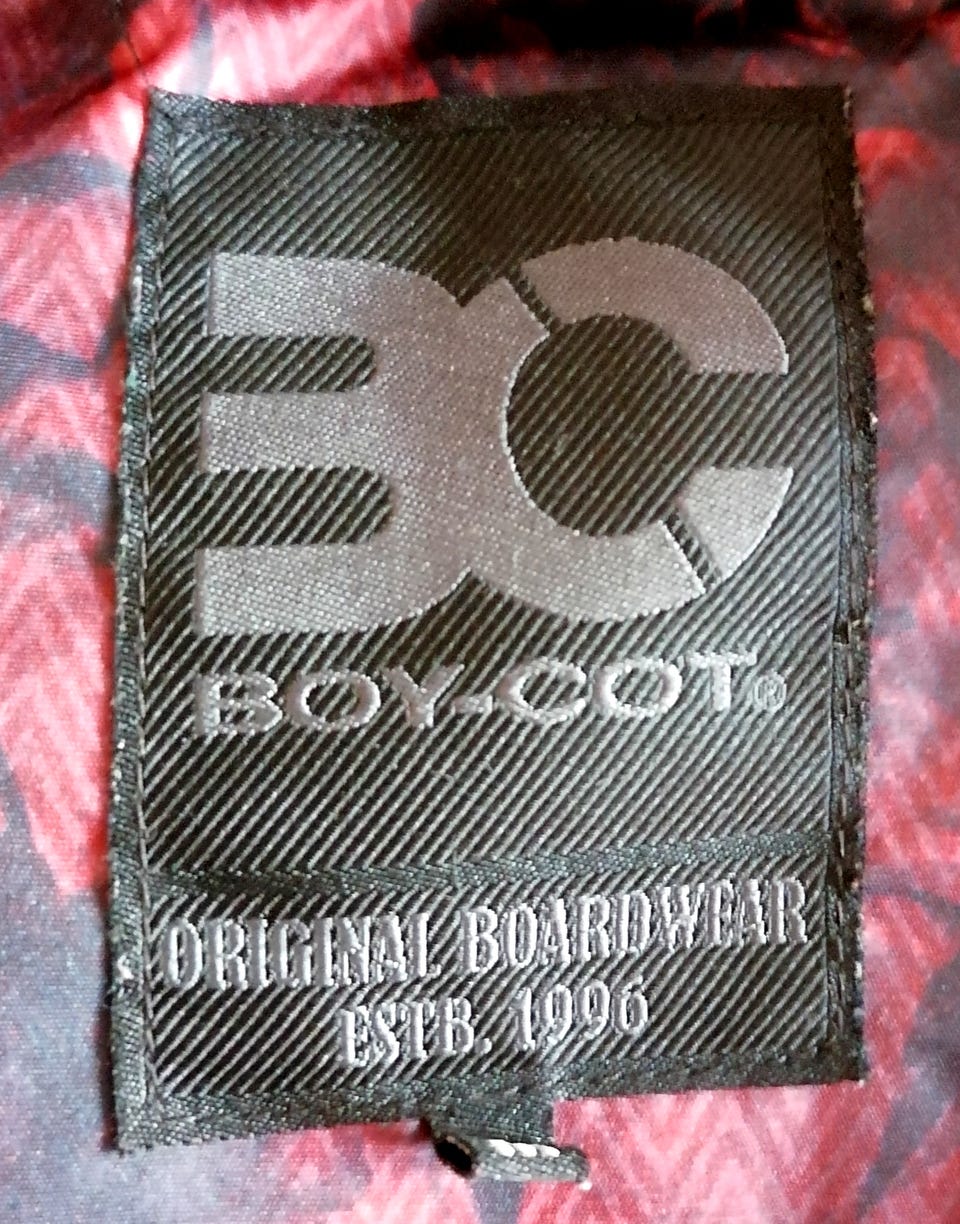 BC
BOY-COT®
ORIGINAL BOARDWEAR
ESTB. 1996